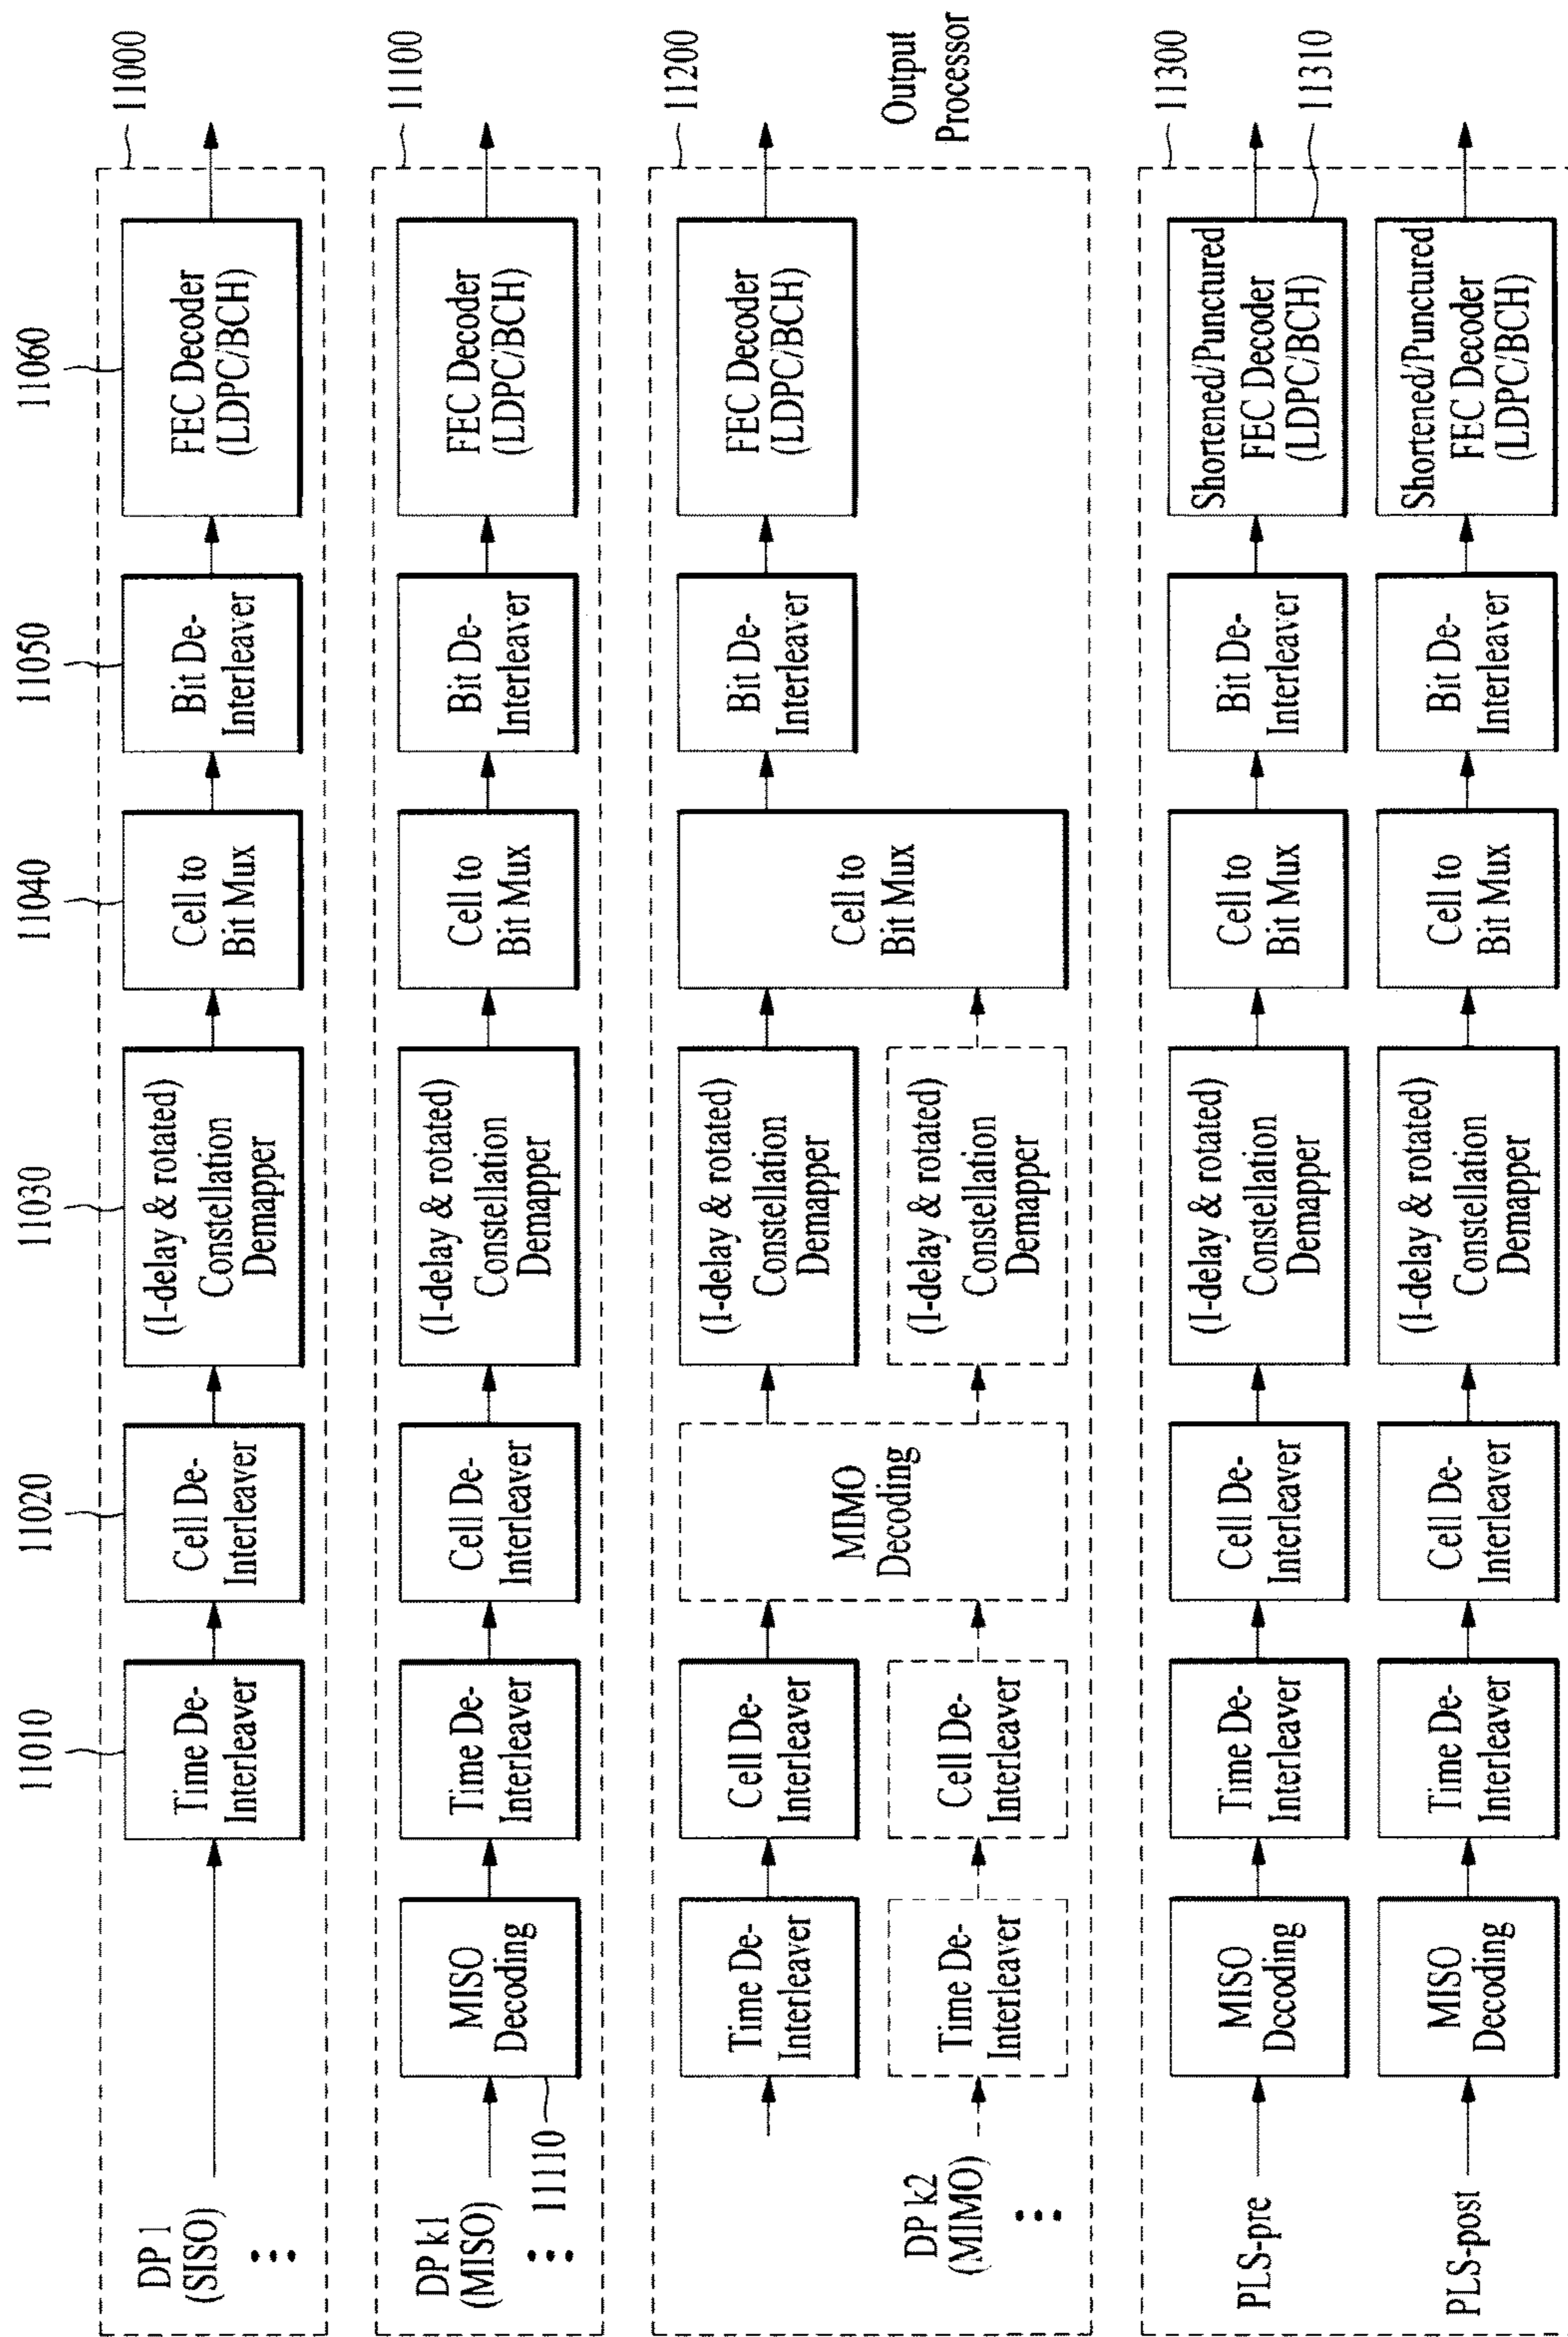 11010
11020
11030
11040
11050
11060
11000
DP 1
(SISO)
Time De-
Interleaver
Cell De-
Interleaver
(I-delay & rotated)
Constellation
Demapper
Cell to
Bit Mux
Bit De-
Interleaver
FEC Decoder
(LDPC/BCH)
11100
DP k1
(MISO)
11110
MISO
Decoding
Time De-
Interleaver
Cell De-
Interleaver
(I-delay & rotated)
Constellation
Demapper
Cell to
Bit Mux
Bit De-
Interleaver
FEC Decoder
(LDPC/BCH)
11200
Time De-
Interleaver
Cell De-
Interleaver
MIMO
Decoding
(I-delay & rotated)
Constellation
Demapper
Cell to
Bit Mux
Bit De-
Interleaver
FEC Decoder
(LDPC/BCH)
Output
Processor
DP k2
(MIMO)
Time De-
Interleaver
Cell De-
Interleaver
(I-delay & rotated)
Constellation
Demapper
11300
PLS-pre
MISO
Decoding
Time De-
Interleaver
Cell De-
Interleaver
(I-delay & rotated)
Constellation
Demapper
Cell to
Bit Mux
Bit De-
Interleaver
Shortened/Punctured
FEC Decoder
(LDPC/BCH)
11310
PLS-post
MISO
Decoding
Time De-
Interleaver
Cell De-
Interleaver
(I-delay & rotated)
Constellation
Demapper
Cell to
Bit Mux
Bit De-
Interleaver
Shortened/Punctured
FEC Decoder
(LDPC/BCH)